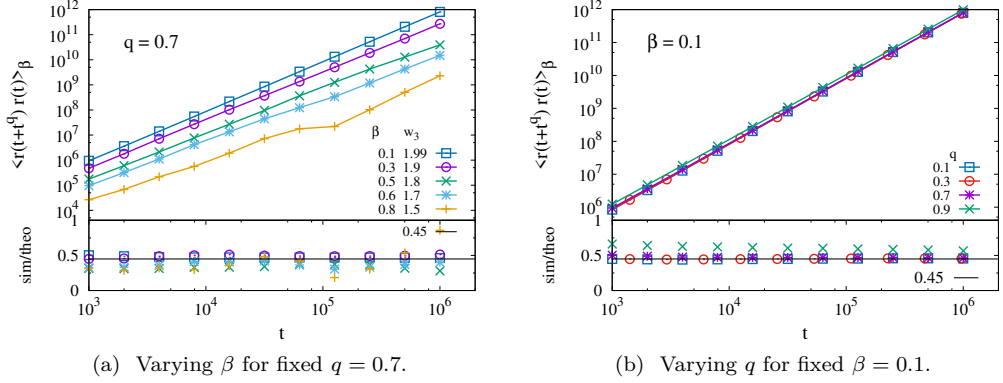 10^12
10^11
10^10
10^9
10^8
10^7
10^6
10^5
10^4
1
0.5
0
<r(t+t^q) r(t)>_β
sim/theo
q = 0.7
β w_3
0.1 1.99
0.3 1.9
0.5 1.8
0.6 1.7
0.8 1.5
0.45
10^3 10^4 10^5 10^6
t
(a) Varying β for fixed q = 0.7.
10^12
10^11
10^10
10^9
10^8
10^7
10^6
1
0.5
0
<r(t+t^q) r(t)>_β
sim/theo
β = 0.1
q
0.1
0.3
0.7
0.9
0.45
10^3 10^4 10^5 10^6
t
(b) Varying q for fixed β = 0.1.